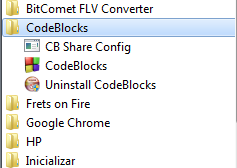 BitComet FLV Converter
CodeBlocks
CB Share Config
CodeBlocks
Uninstall CodeBlocks
Frets on Fire
Google Chrome
HP
Inicializar